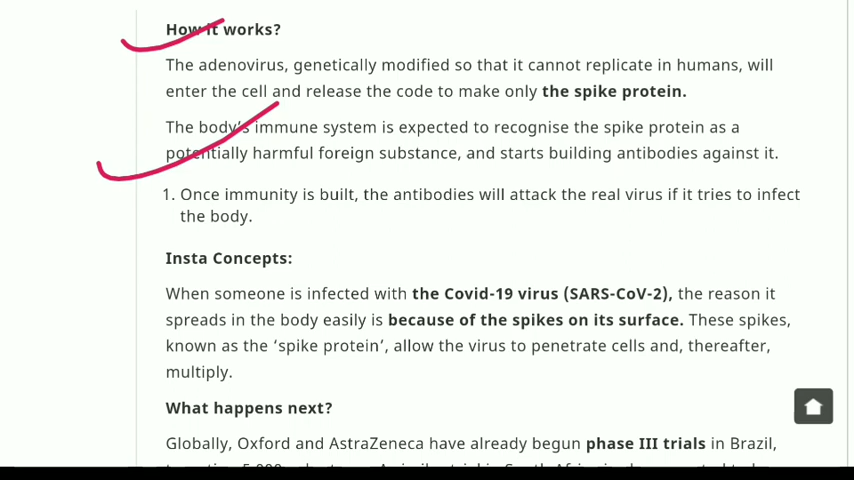 How it works?
The adenovirus, genetically modified so that it cannot replicate in humans, will
enter the cell and release the code to make only the spike protein.
The body's immune system is expected to recognise the spike protein as a
potentially harmful foreign substance, and starts building antibodies against it.
1. Once immunity is built, the antibodies will attack the real virus if it tries to infect
the body.
Insta Concepts:
When someone is infected with the Covid-19 virus (SARS-CoV-2), the reason it
spreads in the body easily is because of the spikes on its surface. These spikes,
known as the ‘spike protein’, allow the virus to penetrate cells and, thereafter,
multiply.
What happens next?
Globally, Oxford and AstraZeneca have already begun phase III trials in Brazil,